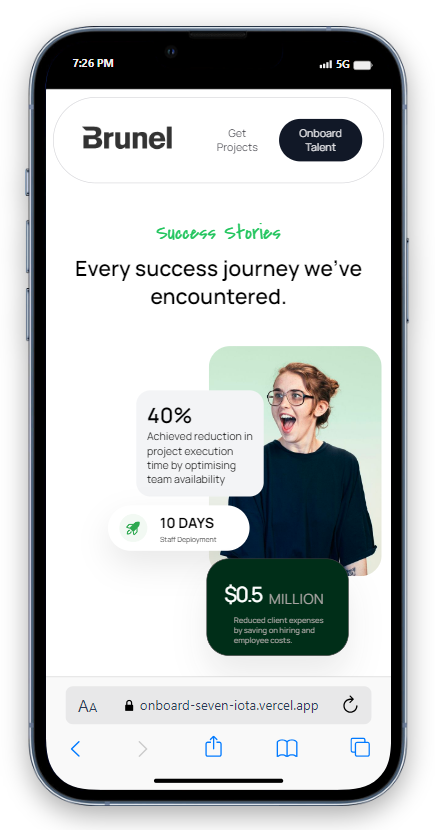 7:26 PM
5G
Brunel
Get
Projects
Onboard
Talent
Success Stories
Every success journey we've
encountered.
40%
Achieved reduction in
project execution
time by optimising
team availability
10 DAYS
Staff Deployment
$0.5 MILLION
Reduced client expenses
by saving on hiring and
employee costs.
AA
onboard-seven-iota.vercel.app